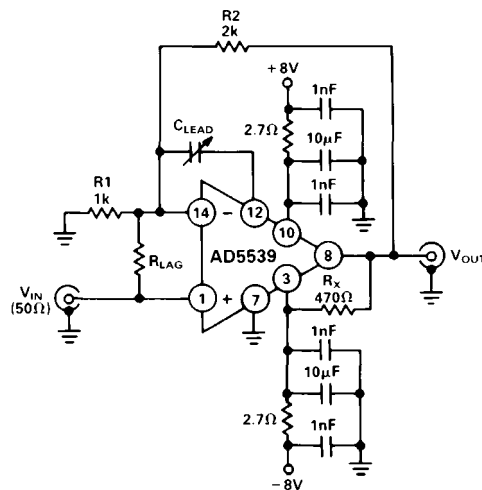 R2
2k
+8V
1nF
2.7Ω
10μF
1nF
CLEAD
R1
1k
14
−
12
10
AD5539
8
VOUT
RLAG
3
RX
470Ω
VIN
(50Ω)
1
+
7
1nF
10μF
2.7Ω
1nF
−8V